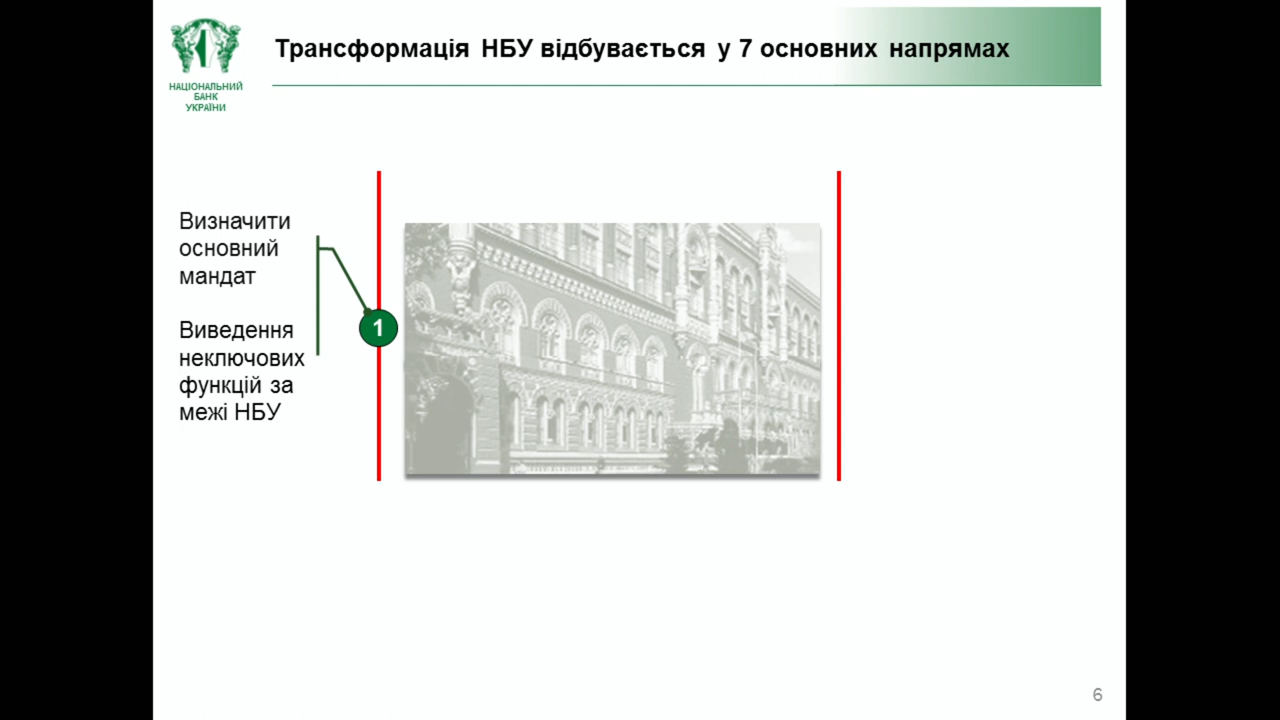 НАЦІОНАЛЬНИЙ
БАНК
УКРАЇНИ
Трансформація НБУ відбувається у 7 основних напрямах
Визначити
основний
мандат
Виведення
неключових
функцій за
межі НБУ
1
6